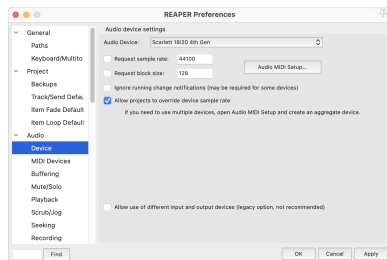 REAPER Preferences
General
Paths
Keyboard/Multito
Project
Backups
Track/Send Defau
Item Fade Default
Item Loop Default
Audio
Device
MIDI Devices
Buffering
Mute/Solo
Playback
Scrub/Jog
Seeking
Recording
Find
Audio device settings
Audio Device: Scarlett 18i20 4th Gen
Request sample rate: 44100
Request block size: 128
Audio MIDI Setup...
Ignore running change notifications (may be required for some devices)
Allow projects to override device sample rate
If you need to use multiple devices, open Audio MIDI Setup and create an aggregate device.
Allow use of different input and output devices (legacy option, not recommended)
OK Cancel Apply